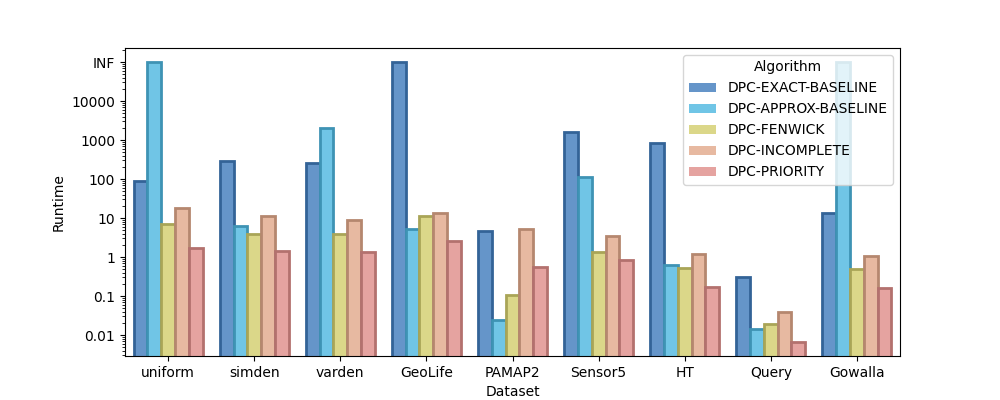 INF
10000
1000
100
10
1
0.1
0.01
Runtime
Algorithm
DPC-EXACT-BASELINE
DPC-APPROX-BASELINE
DPC-FENWICK
DPC-INCOMPLETE
DPC-PRIORITY
uniform simden varden GeoLife PAMAP2 Sensor5 HT Query Gowalla
Dataset